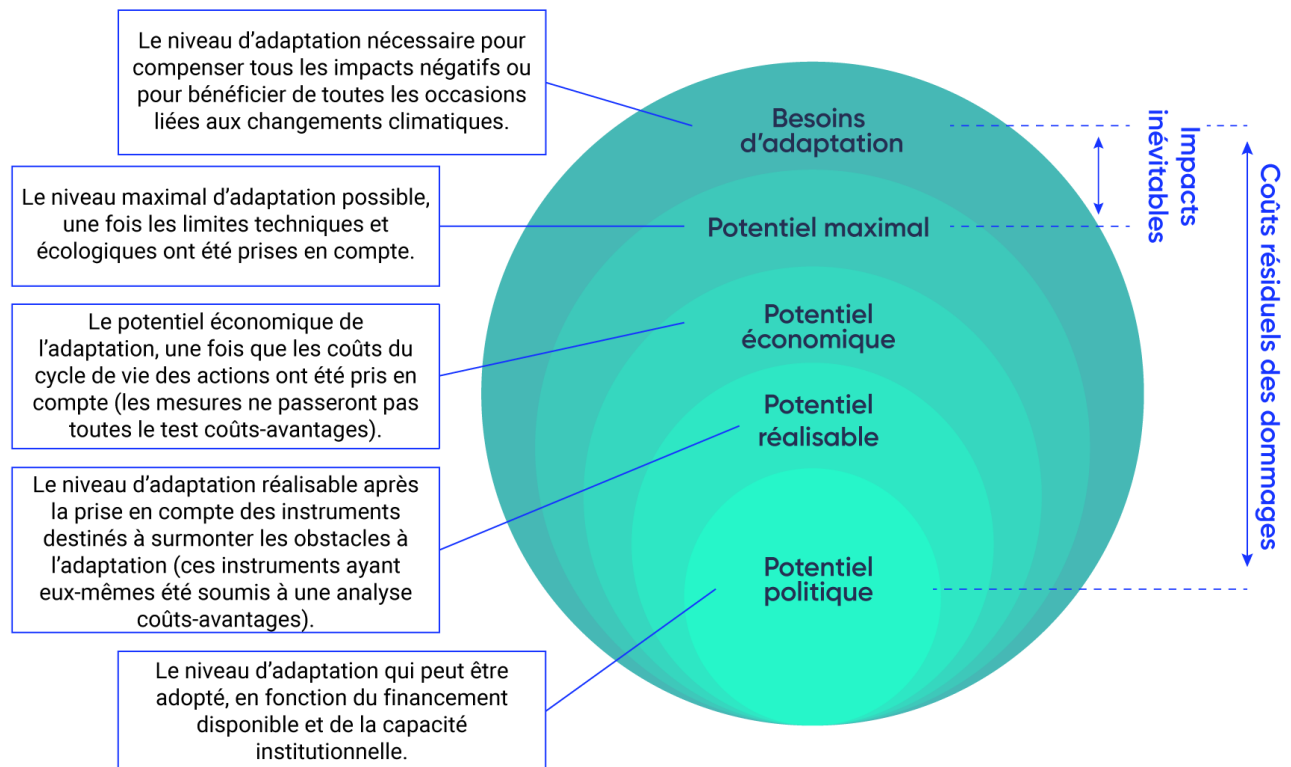 Le niveau d’adaptation nécessaire pour
compenser tous les impacts négatifs ou
pour bénéficier de toutes les occasions
liées aux changements climatiques.
Le niveau maximal d’adaptation possible,
une fois les limites techniques et
écologiques ont été prises en compte.
Le potentiel économique de
l’adaptation, une fois que les coûts du
cycle de vie des actions ont été pris en
compte (les mesures ne passeront pas
toutes le test coûts-avantages).
Le niveau d’adaptation réalisable après
la prise en compte des instruments
destinés à surmonter les obstacles à
l’adaptation (ces instruments ayant
eux-mêmes été soumis à une analyse
coûts-avantages).
Le niveau d’adaptation qui peut être
adopté, en fonction du financement
disponible et de la capacité
institutionnelle.
Besoins
d’adaptation
Potentiel maximal
Potentiel
économique
Potentiel
réalisable
Potentiel
politique
Impacts
inévitables
Coûts résiduels des dommages